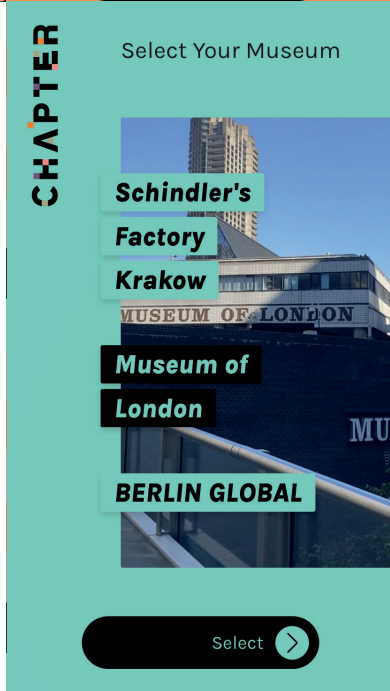 CHAPTER
Select Your Museum
Schindler's
Factory
Krakow
MUSEUM OF LONDON
Museum of
London
MU
BERLIN GLOBAL
Select